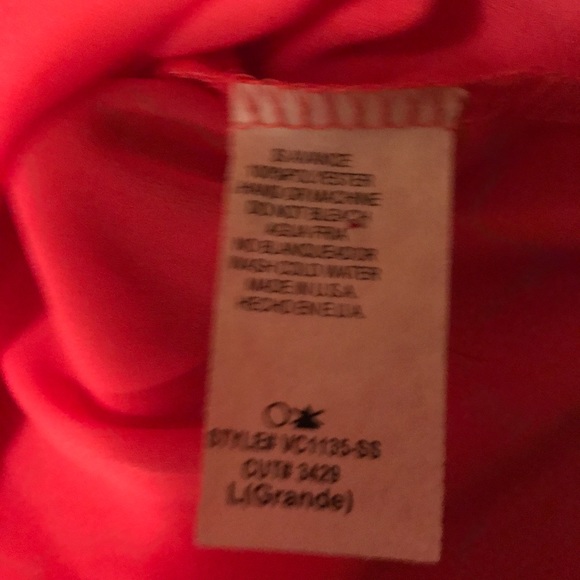 100% POLYESTER
HAND OR MACHINE
DO NOT BLEACH
AGUA FRIA
NO BLANQUEADOR
WASH COLD WATER
MADE IN U.S.A.
HECHO EN E.U.A.
STYLE# VC1135-SS
CUT# 3429
L(Grande)